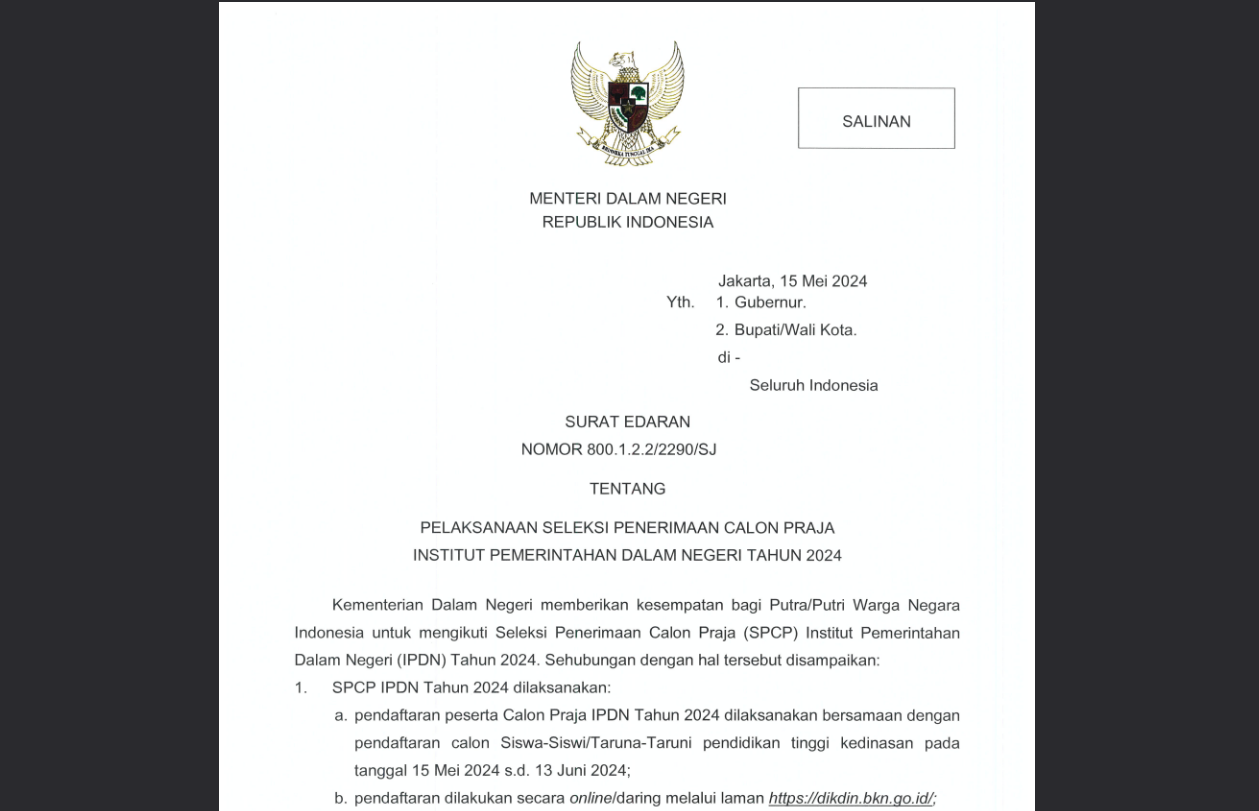 SALINAN
BHINNEKA TUNGGAL IKA
MENTERI DALAM NEGERI
REPUBLIK INDONESIA
Jakarta, 15 Mei 2024
Yth. 1. Gubernur.
2. Bupati/Wali Kota.
di -
Seluruh Indonesia
SURAT EDARAN
NOMOR 800.1.2.2/2290/SJ
TENTANG
PELAKSANAAN SELEKSI PENERIMAAN CALON PRAJA
INSTITUT PEMERINTAHAN DALAM NEGERI TAHUN 2024
Kementerian Dalam Negeri memberikan kesempatan bagi Putra/Putri Warga Negara
Indonesia untuk mengikuti Seleksi Penerimaan Calon Praja (SPCP) Institut Pemerintahan
Dalam Negeri (IPDN) Tahun 2024. Sehubungan dengan hal tersebut disampaikan:
1. SPCP IPDN Tahun 2024 dilaksanakan:
a. pendaftaran peserta Calon Praja IPDN Tahun 2024 dilaksanakan bersamaan dengan
pendaftaran calon Siswa-Siswi/Taruna-Taruni pendidikan tinggi kedinasan pada
tanggal 15 Mei 2024 s.d. 13 Juni 2024;
b. pendaftaran dilakukan secara online/daring melalui laman https://dikdin.bkn.go.id/;